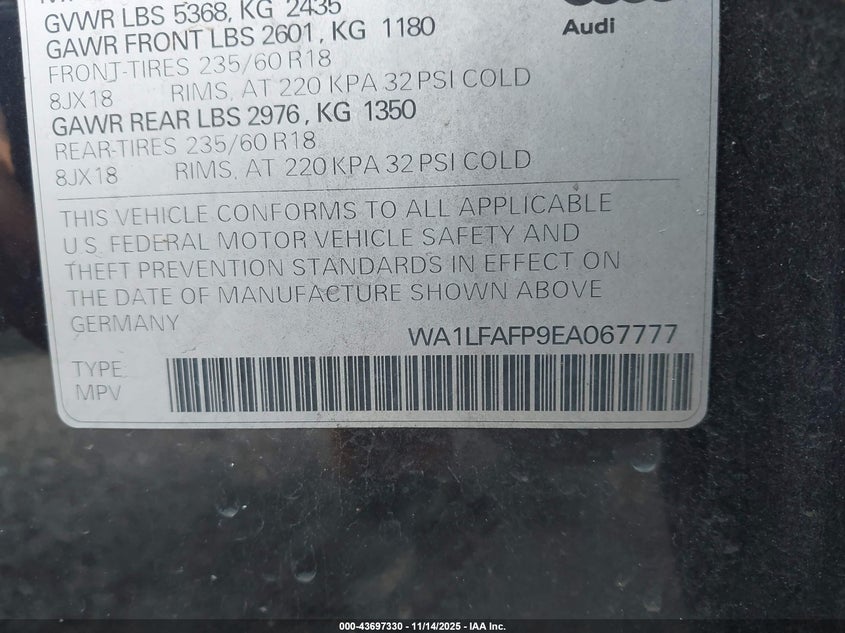 GVWR LBS 5368, KG 2435
GAWR FRONT LBS 2601, KG 1180
FRONT-TIRES 235/60 R18
8JX18 RIMS, AT 220 KPA 32 PSI COLD
GAWR REAR LBS 2976, KG 1350
REAR-TIRES 235/60 R18
8JX18 RIMS, AT 220 KPA 32 PSI COLD
Audi
THIS VEHICLE CONFORMS TO ALL APPLICABLE
U.S. FEDERAL MOTOR VEHICLE SAFETY AND
THEFT PREVENTION STANDARDS IN EFFECT ON
THE DATE OF MANUFACTURE SHOWN ABOVE
GERMANY
WA1LFAFP9EA067777
TYPE:
MPV
000-43697330 - 11/14/2025 - IAA Inc.